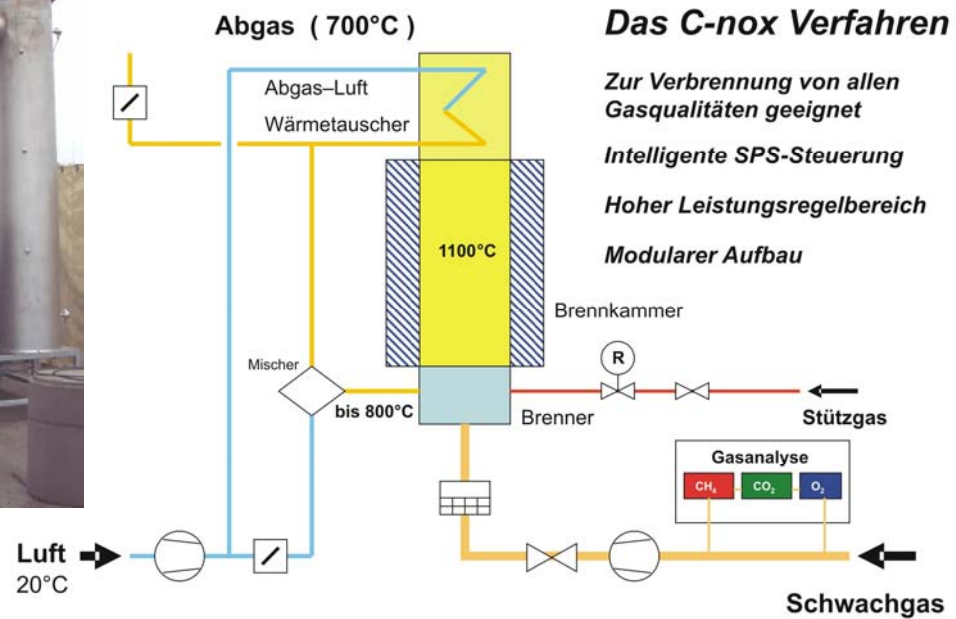 Abgas ( 700°C )
Das C-nox Verfahren
Abgas–Luft
Wärmetauscher
Zur Verbrennung von allen
Gasqualitäten geeignet
Intelligente SPS-Steuerung
Hoher Leistungsregelbereich
Modularer Aufbau
1100°C
Brennkammer
Mischer
R
bis 800°C
Brenner
Stützgas
Gasanalyse
CH₄
CO₂
O₂
Luft
20°C
Schwachgas